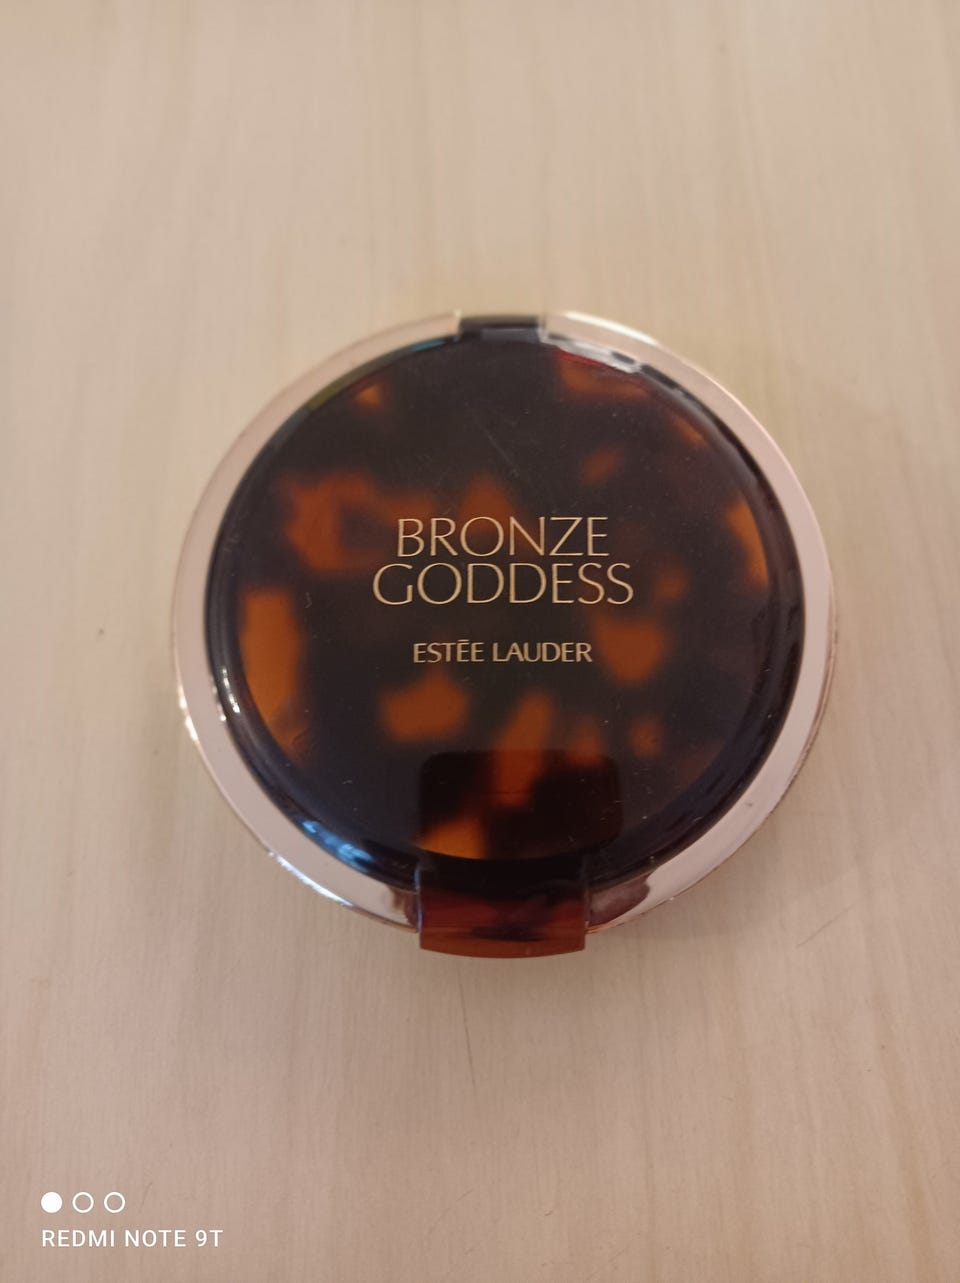 BRONZE
GODDESS
ESTĒE LAUDER
REDMI NOTE 9T